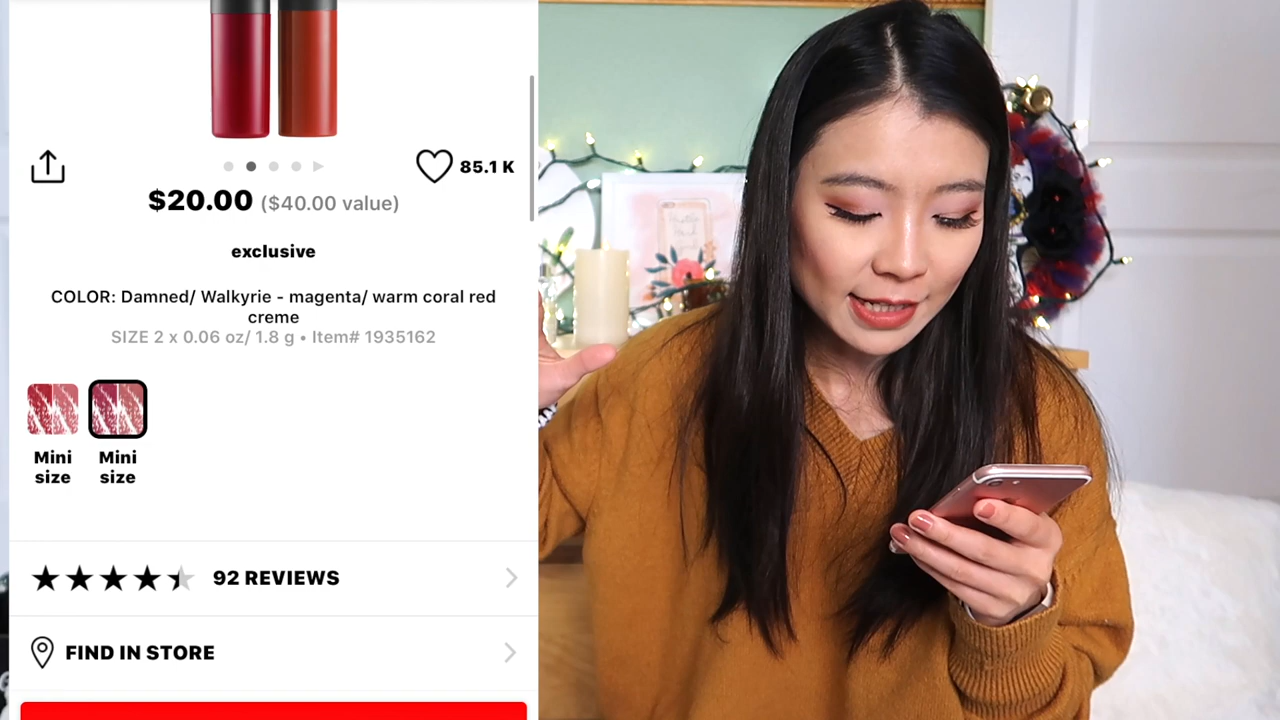 85.1 K
$20.00 ($40.00 value)
exclusive
COLOR: Damned/ Walkyrie - magenta/ warm coral red
creme
SIZE 2 x 0.06 oz/ 1.8 g • Item# 1935162
Mini
size
Mini
size
92 REVIEWS
FIND IN STORE